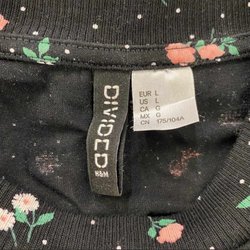 DIVIDED
H&M
EUR L
US L
CA G
MX G
CN 175/104A